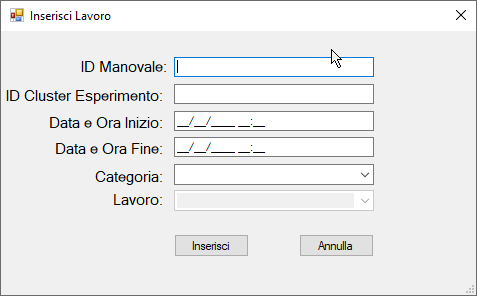 Inserisci Lavoro
ID Manovale:
ID Cluster Esperimento:
Data e Ora Inizio: __/__/____ __:__
Data e Ora Fine: __/__/____ __:__
Categoria:
Lavoro:
Inserisci Annulla